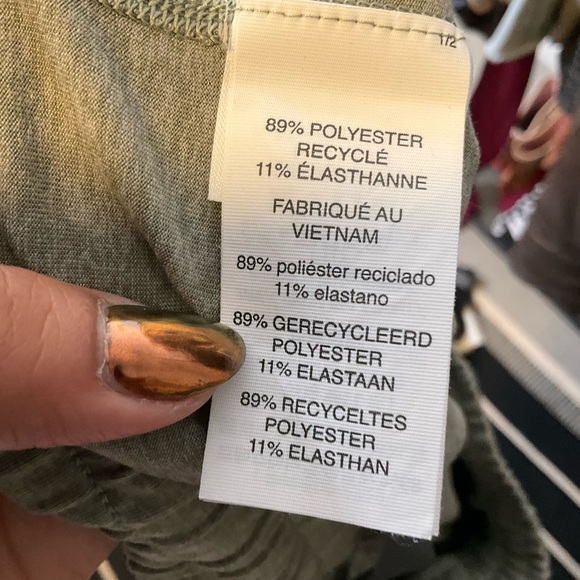 1/2
89% POLYESTER
RECYCLÉ
11% ÉLASTHANNE
FABRIQUÉ AU
VIETNAM
89% poliéster reciclado
11% elastano
89% GERECYCLEERD
POLYESTER
11% ELASTAAN
89% RECYCELTES
POLYESTER
11% ELASTHAN